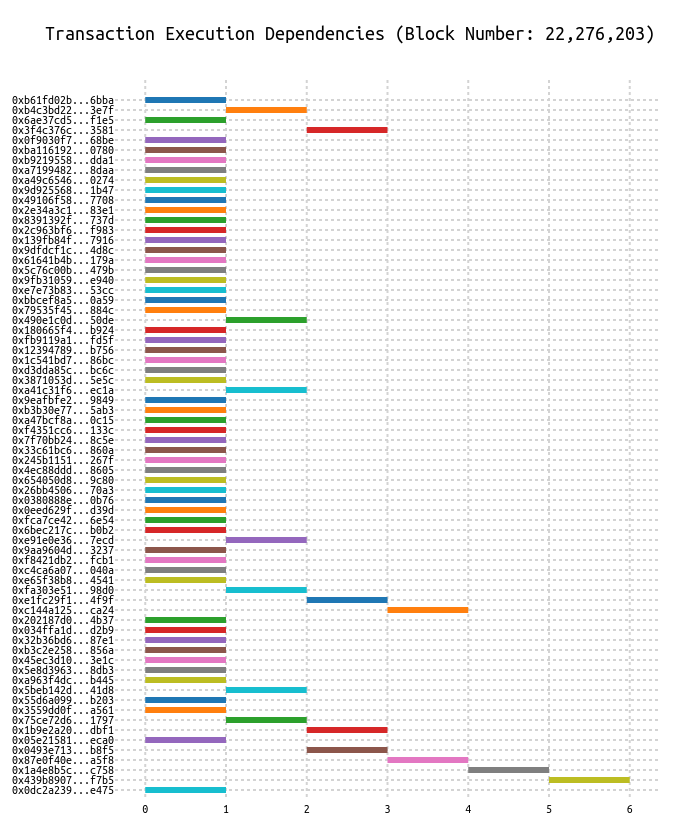 Transaction Execution Dependencies (Block Number: 22,276,203)
0xb61fd02b...6bba
0xb4c3bd22...3e7f
0x6ae37cd5...f1e5
0x3f4c376c...3581
0x0f9030f7...68be
0xba116192...0780
0xb9219558...dda1
0xa7199482...8daa
0xa49c6546...0274
0x9d925568...1b47
0x49106f58...7708
0x2e34a3c1...83e1
0x8391392f...737d
0x2c963bf6...f983
0x139fb84f...7916
0x9dfdcf1c...4d8c
0x61641b4b...179a
0x5c76c00b...479b
0x9fb31059...e940
0xe7e73b83...53cc
0xbbcef8a5...0a59
0x79535f45...884c
0x490e1c0d...50de
0x180665f4...b924
0xfb9119a1...fd5f
0x12394789...b756
0x1c541bd7...86bc
0xd3dda85c...bc6c
0x3871053d...5e5c
0xa41c31f6...ec1a
0x9eafbfe2...9849
0xb3b30e77...5ab3
0xa47bcf8a...0c15
0xf4351cc6...133c
0x7f70bb24...8c5e
0x33c61bc6...860a
0x245b1151...267f
0x4ec88ddd...8605
0x654050d8...9c80
0x26bb4506...70a3
0x0380888e...0b76
0x0eed629f...d39d
0xfca7ce42...6e54
0x6bec217c...b0b2
0xe91e0e36...7ecd
0x9aa9604d...3237
0xf8421db2...fcb1
0xc4ca6a07...040a
0xe65f38b8...4541
0xfa303e51...98d0
0xe1fc29f1...4f9f
0xc144a125...ca24
0x202187d0...4b37
0x034ffa1d...d2b9
0x32b36bd6...87e1
0xb3c2e258...856a
0x45ec3d10...3e1c
0x5e8d3963...8db3
0xa963f4dc...b445
0x5beb142d...41d8
0x55d6a099...b203
0x3559dd0f...a561
0x75ce72d6...1797
0x1b9e2a20...dbf1
0x05e21581...eca0
0x0493e713...b8f5
0x87e0f40e...a5f8
0x1a4e8b5c...c758
0x439b8907...f7b5
0x0dc2a239...e475
0 1 2 3 4 5 6